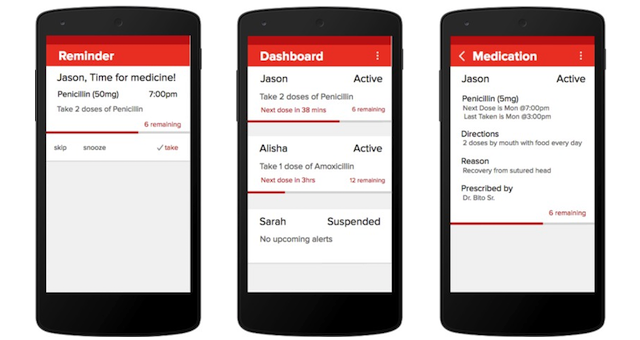 Reminder
Jason, Time for medicine!
Penicillin (50mg) 7:00pm
Take 2 doses of Penicillin
6 remaining
skip snooze take
Dashboard
Jason Active
Take 2 doses of Penicillin
Next dose in 38 mins 6 remaining
Alisha Active
Take 1 dose of Amoxicillin
Next dose in 3hrs 12 remaining
Sarah Suspended
No upcoming alerts
Medication
Jason Active
Penicillin (5mg)
Next Dose is Mon @7:00pm
Last Taken is Mon @3:00pm
Directions
2 doses by mouth with food every day
Reason
Recovery from sutured head
Prescribed by
Dr. Bito Sr.
6 remaining